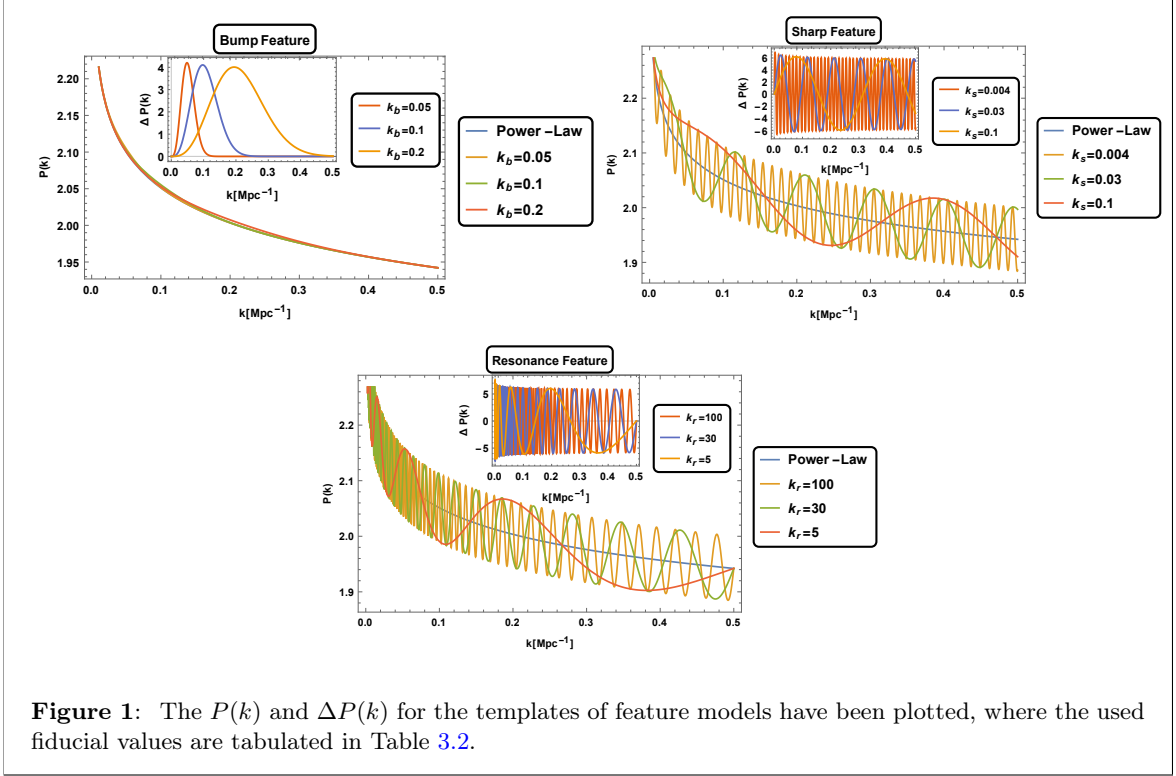 Bump Feature
2.20
2.15
2.10
2.05
2.00
1.95
P(k)
0.0 0.1 0.2 0.3 0.4 0.5
k[Mpc⁻¹]
4
3
2
1
0
Δ P(k)
0.0 0.1 0.2 0.3 0.4 0.5
k[Mpc⁻¹]
k_b=0.05
k_b=0.1
k_b=0.2
Power-Law
k_b=0.05
k_b=0.1
k_b=0.2
Sharp Feature
2.2
2.1
2.0
1.9
P(k)
0.0 0.1 0.2 0.3 0.4 0.5
k[Mpc⁻¹]
6
4
2
0
-2
-4
-6
Δ P(k)
0.0 0.1 0.2 0.3 0.4 0.5
k[Mpc⁻¹]
k_s=0.004
k_s=0.03
k_s=0.1
Power-Law
k_s=0.004
k_s=0.03
k_s=0.1
Resonance Feature
2.2
2.1
2.0
1.9
P(k)
0.0 0.1 0.2 0.3 0.4 0.5
k[Mpc⁻¹]
5
0
-5
Δ P(k)
0.0 0.1 0.2 0.3 0.4 0.5
k[Mpc⁻¹]
k_r=100
k_r=30
k_r=5
Power-Law
k_r=100
k_r=30
k_r=5
Figure 1: The P(k) and ΔP(k) for the templates of feature models have been plotted, where the used
fiducial values are tabulated in Table 3.2.